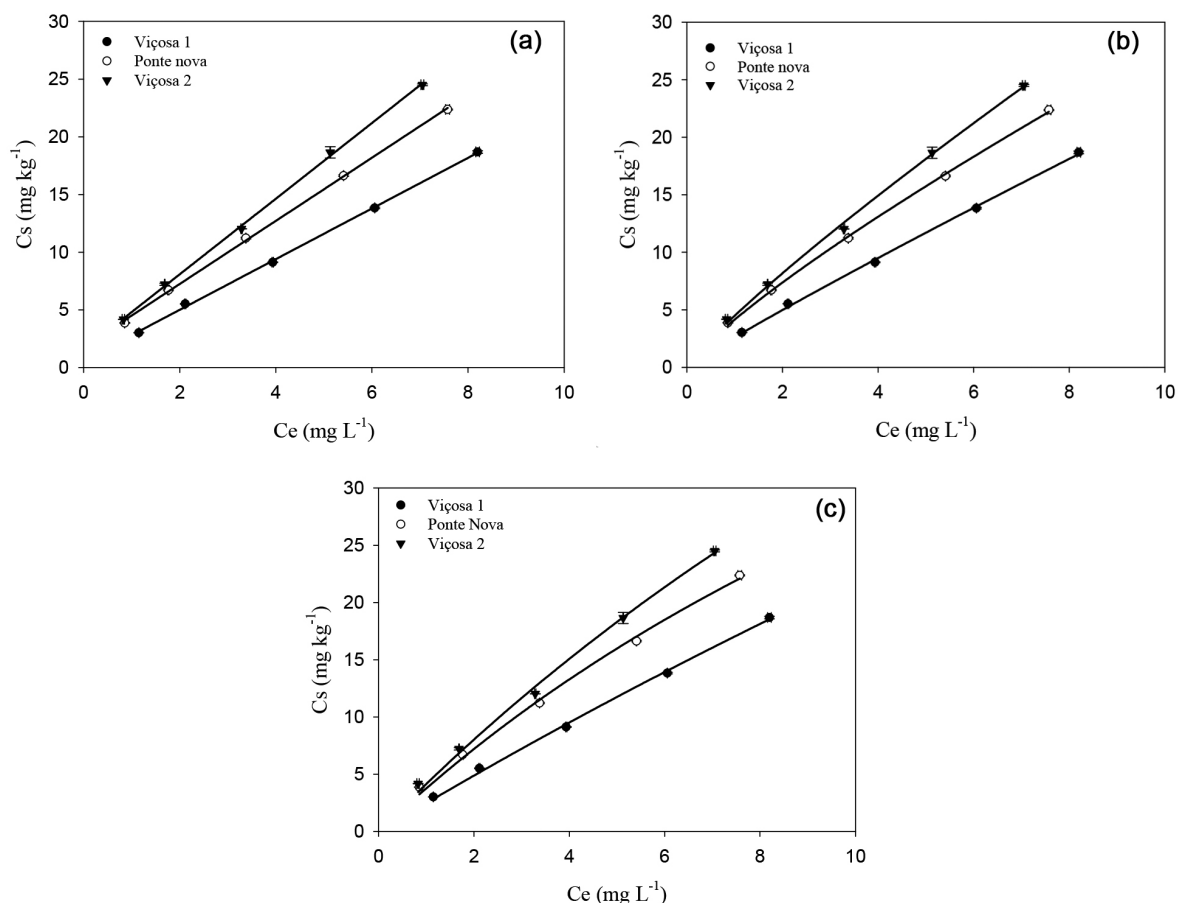 (a)
Viçosa 1
Ponte nova
Viçosa 2
30
25
20
15
10
5
0
Cs (mg kg⁻¹)
0 2 4 6 8 10
Ce (mg L⁻¹)
(b)
Viçosa 1
Ponte nova
Viçosa 2
30
25
20
15
10
5
0
Cs (mg kg⁻¹)
0 2 4 6 8 10
Ce (mg L⁻¹)
(c)
Viçosa 1
Ponte Nova
Viçosa 2
30
25
20
15
10
5
0
Cs (mg kg⁻¹)
0 2 4 6 8 10
Ce (mg L⁻¹)